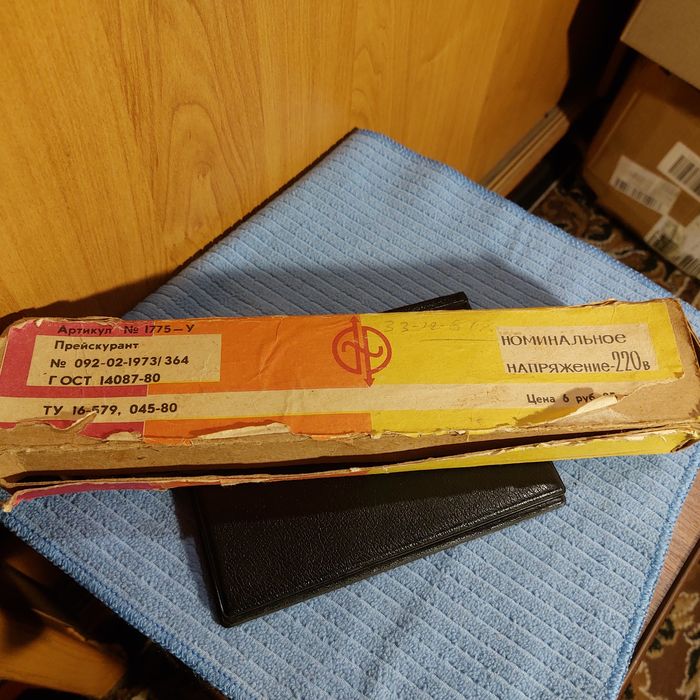 Артикул № 1775-У
Прейскурант
№ 092-02-1973/364
ГОСТ 14087-80
ТУ 16-579, 045-80
НОМИНАЛЬНОЕ
НАПРЯЖЕНИЕ-220в
Цена 6 руб.